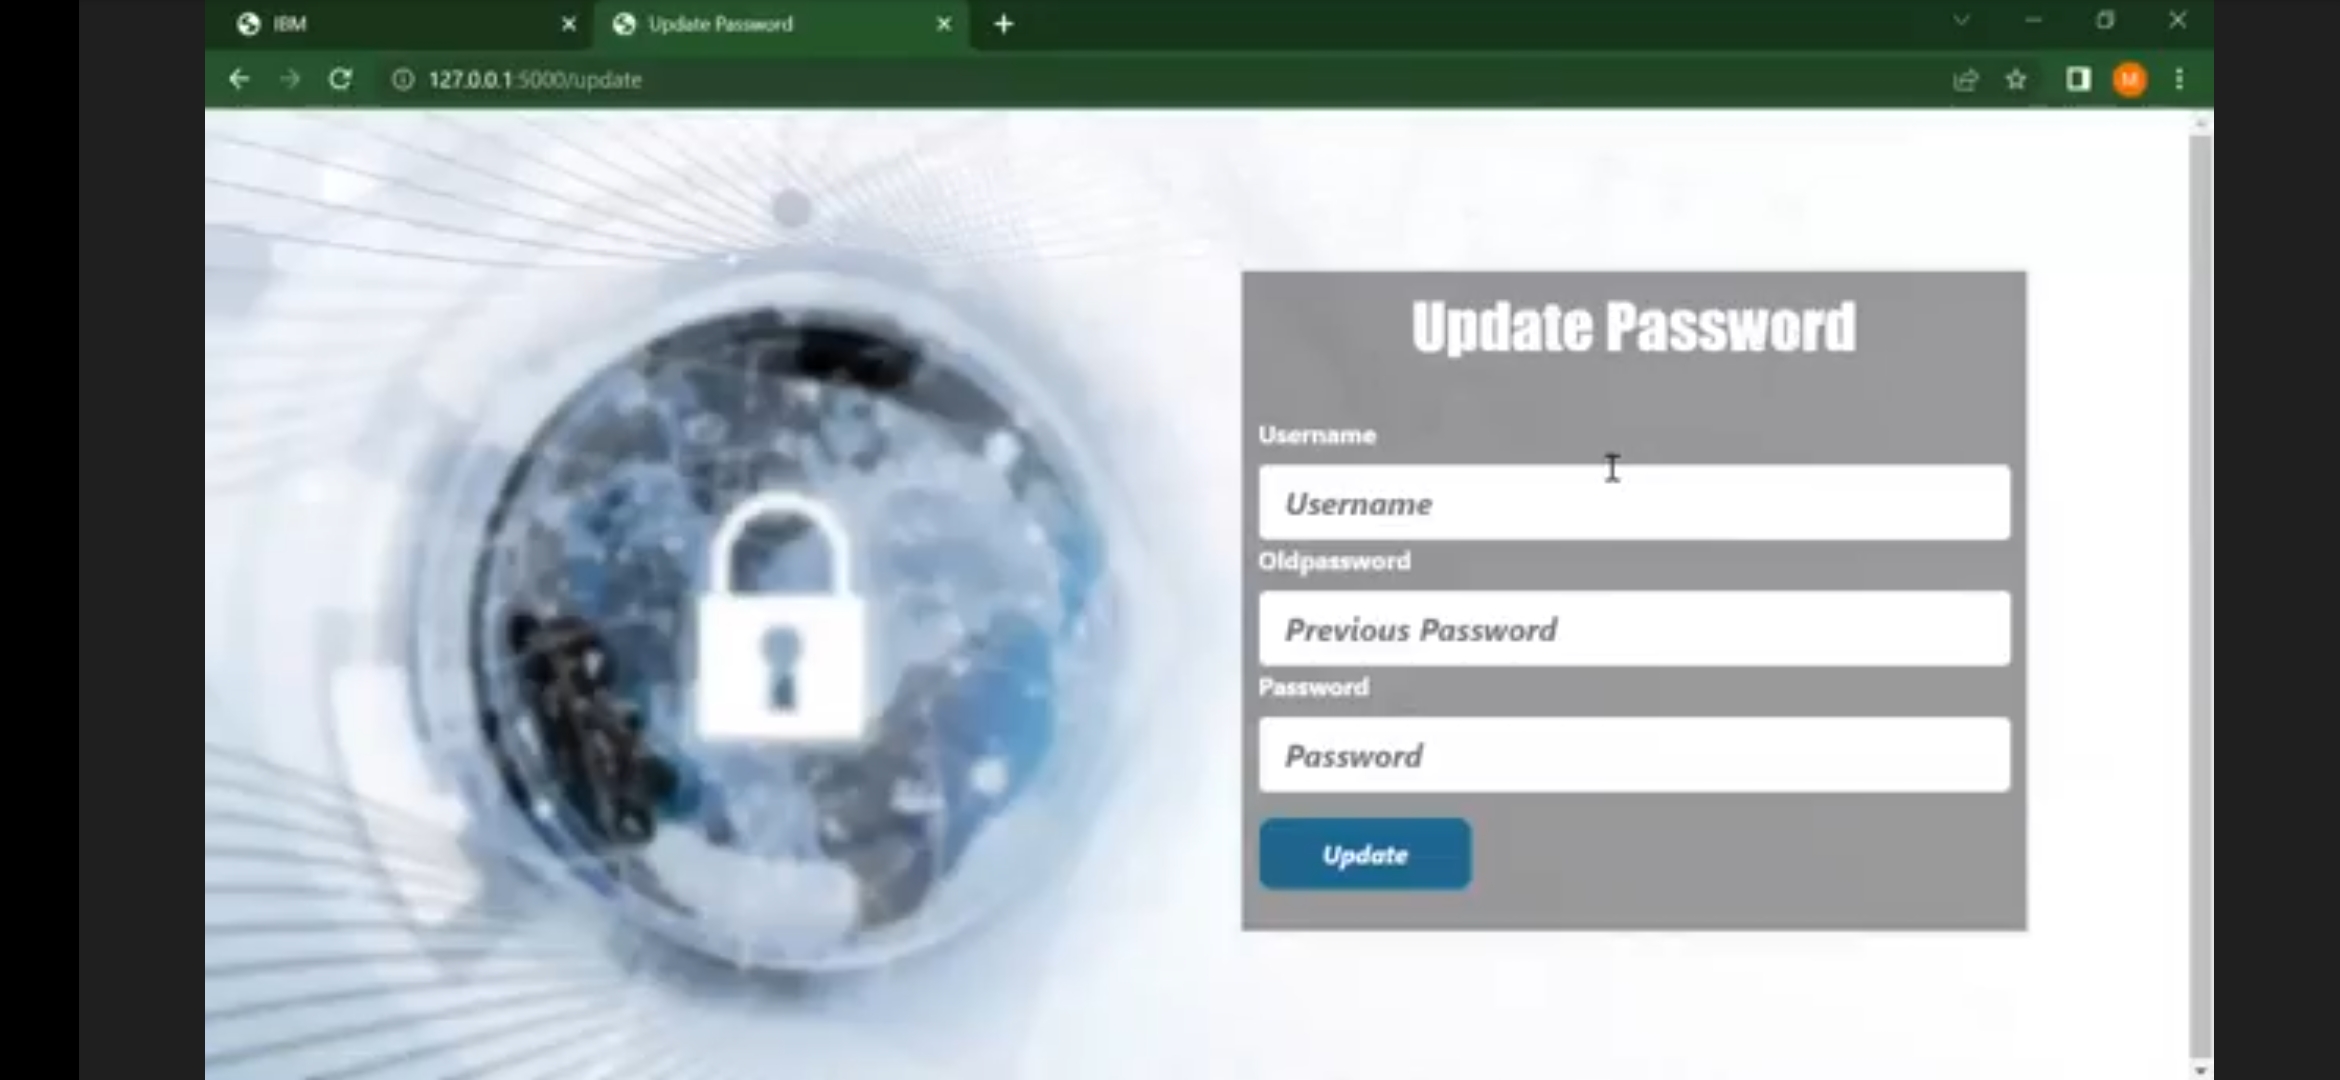 IBM
Update Password
127.0.0.1:5000/update
M
Update Password
Username
Username
Oldpassword
Previous Password
Password
Password
Update